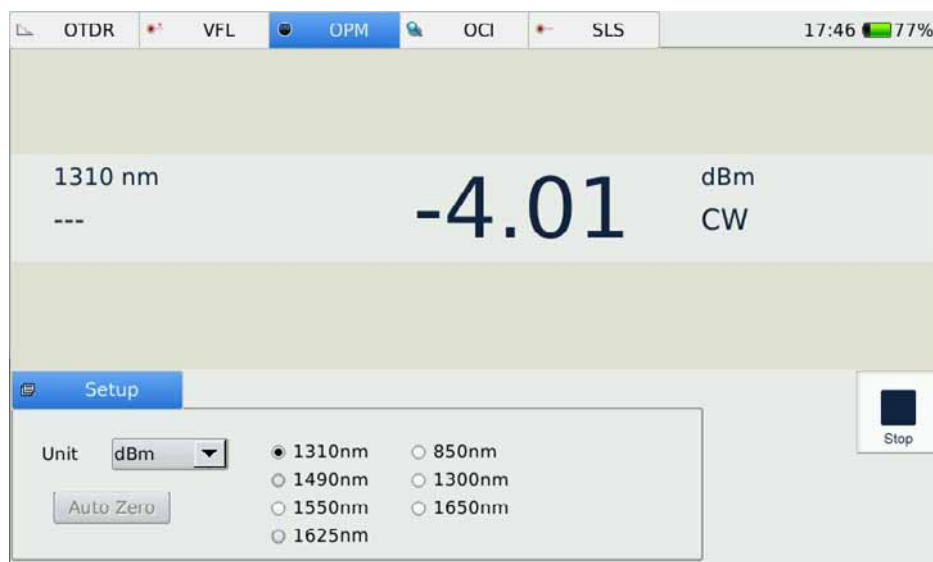 OTDR VFL OPM OCI SLS 17:46 77%
1310 nm -4.01 dBm
--- CW
Setup
Stop
Unit dBm 1310nm 850nm
1490nm 1300nm
Auto Zero 1550nm 1650nm
1625nm